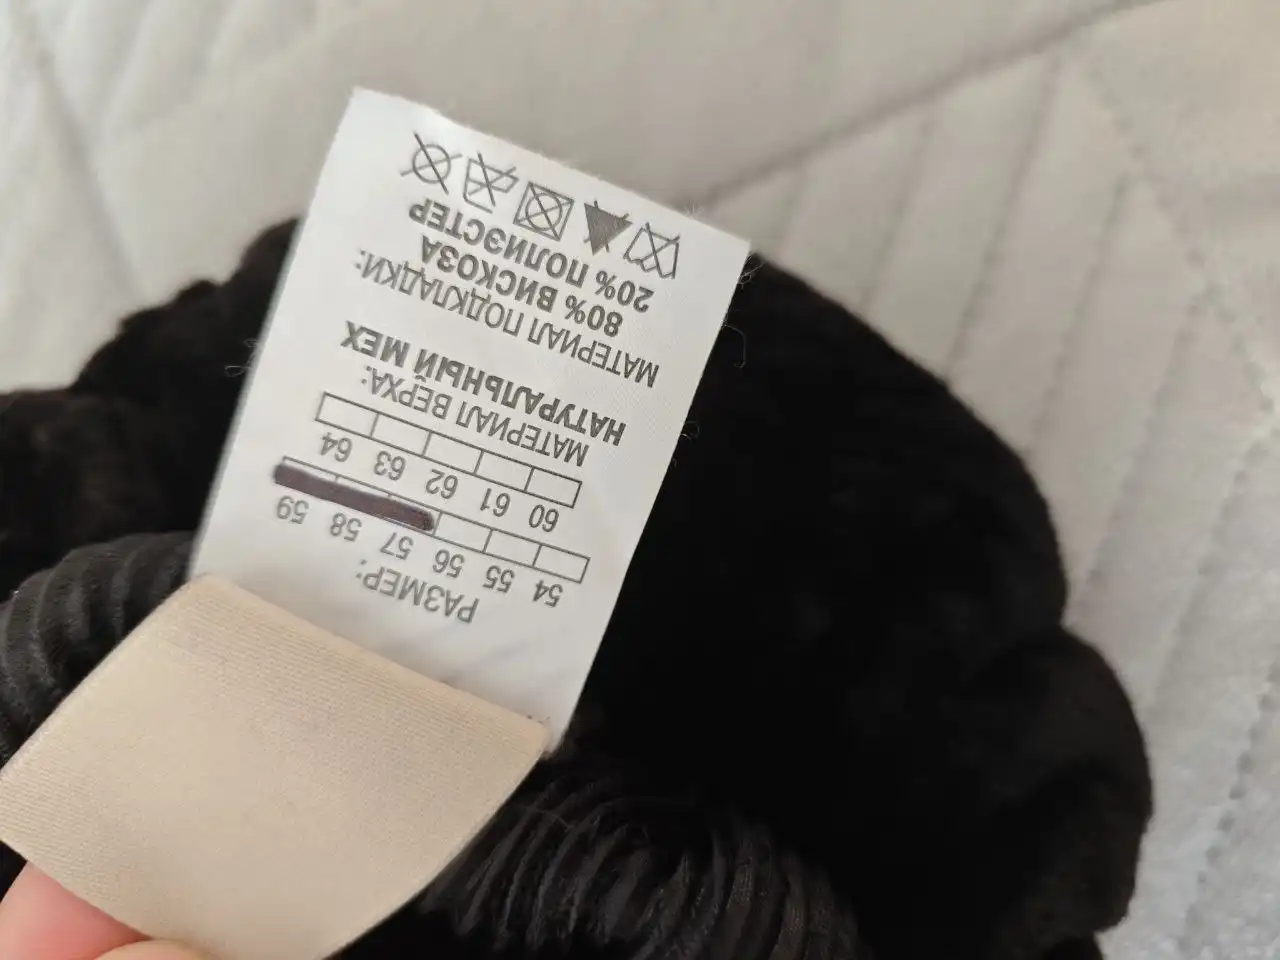 РАЗМЕР:
54 55 56 57 58 59
60 61 62 63 64
МАТЕРИАЛ ВЕРХА:
НАТУРАЛЬНЫЙ МЕХ
МАТЕРИАЛ ПОДКЛАДКИ:
80% ВИСКОЗА
20% ПОЛИЭСТЕР